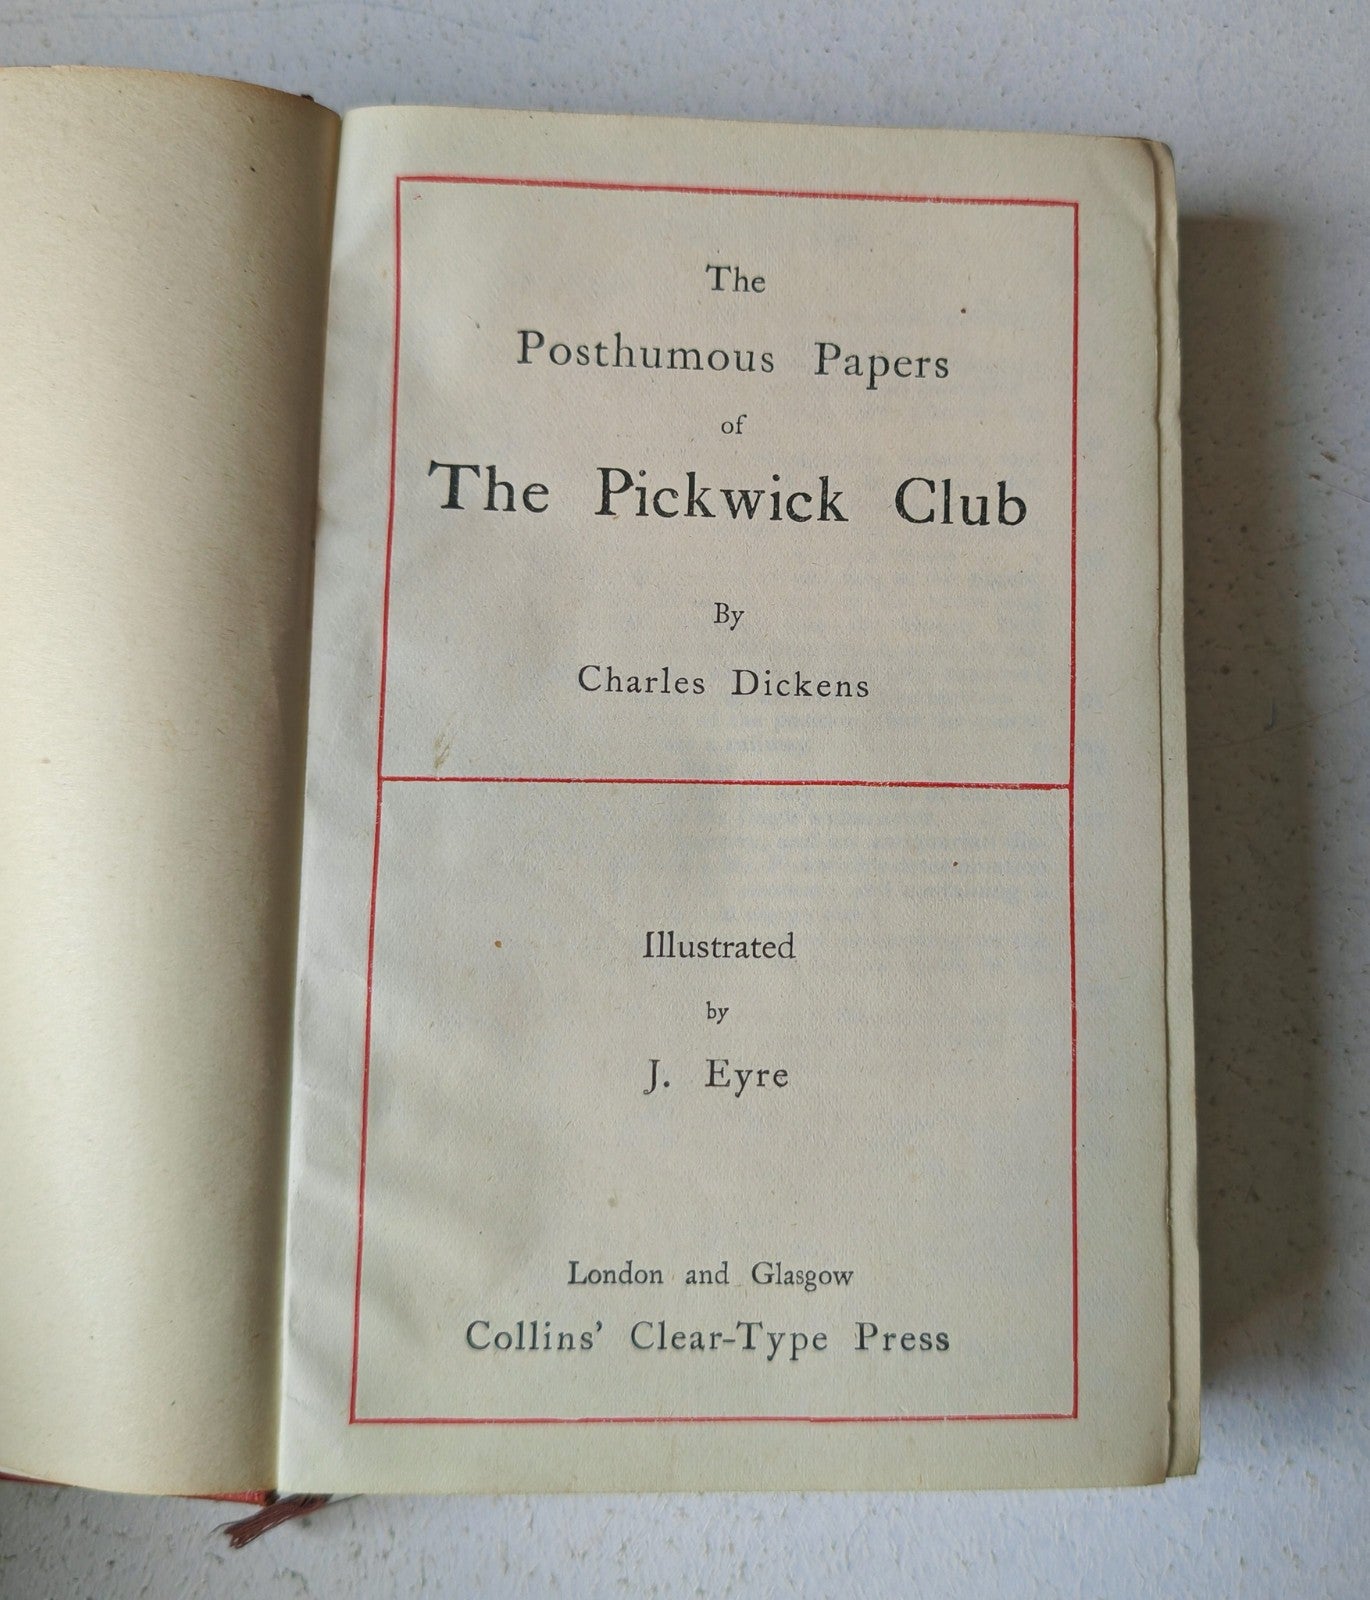 The
Posthumous Papers
of
The Pickwick Club
By
Charles Dickens
Illustrated
by
J. Eyre
London and Glasgow
Collins' Clear-Type Press